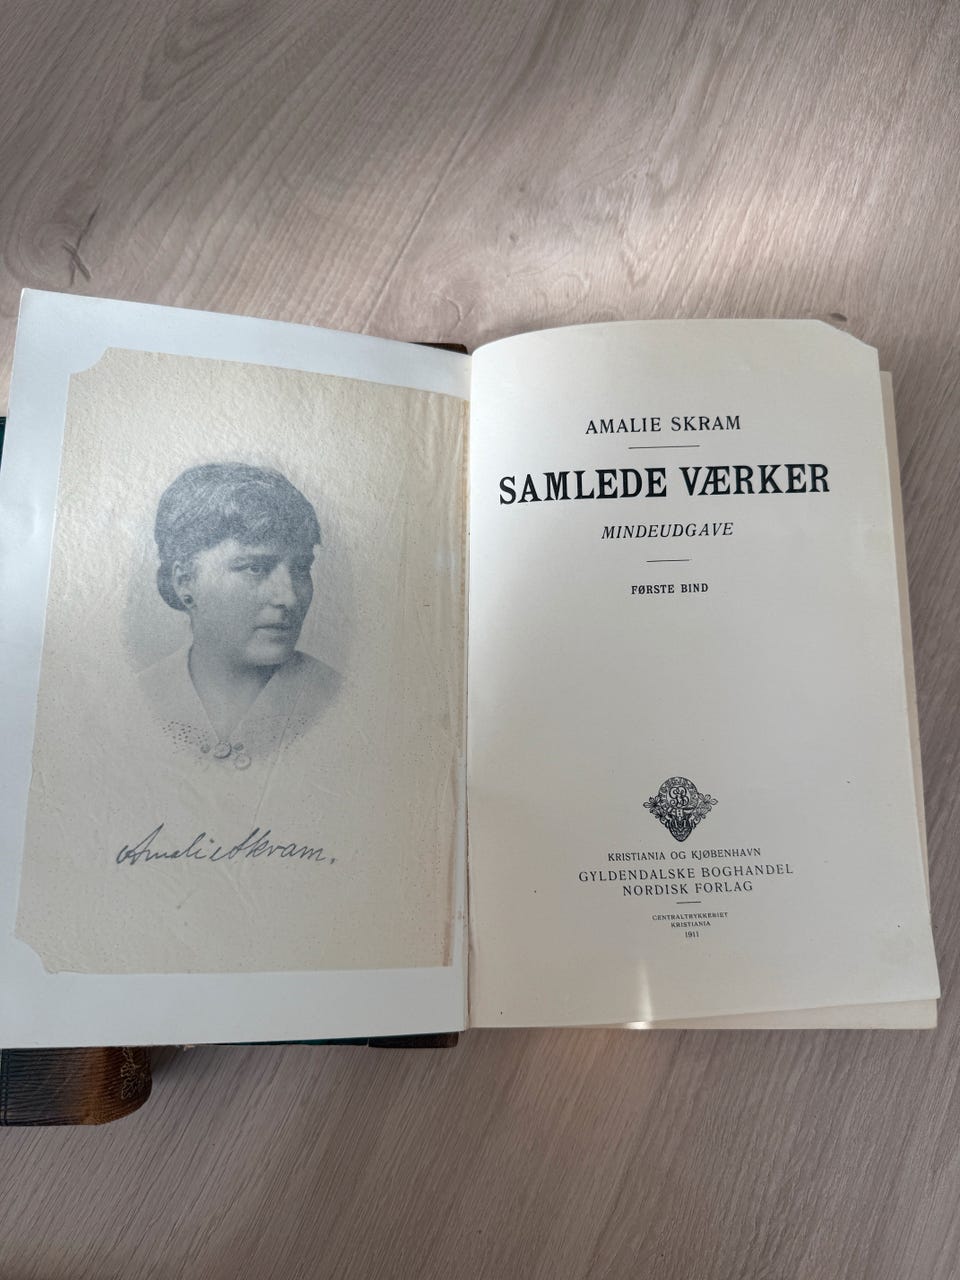 Amalie Skram.
AMALIE SKRAM
SAMLEDE VÆRKER
MINDEUDGAVE
FØRSTE BIND
KRISTIANIA OG KJØBENHAVN
GYLDENDALSKE BOGHANDEL
NORDISK FORLAG
CENTRALTRYKKERIET
KRISTIANIA
1911